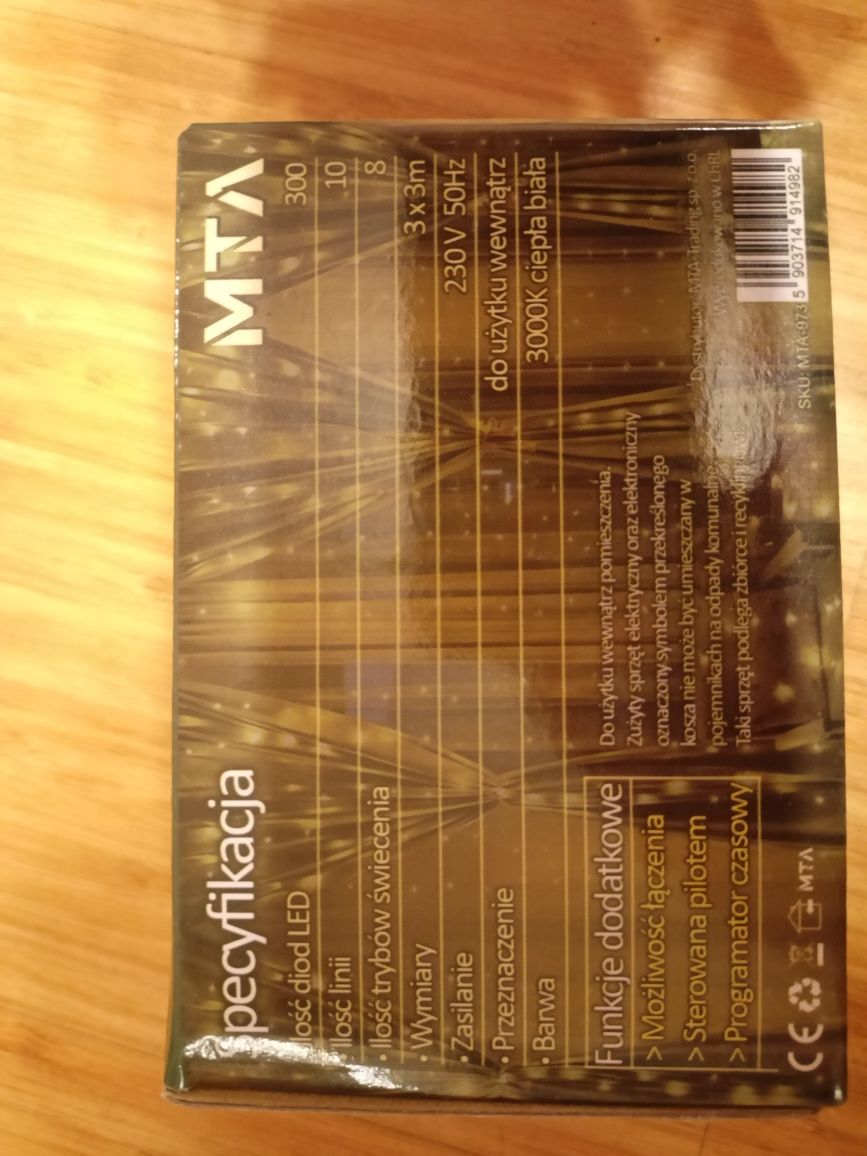 Specyfikacja
MTA
• Ilość diod LED 300
• Ilość linii 10
• Ilość trybów świecenia 8
• Wymiary 3 x 3m
• Zasilanie 230 V 50Hz
• Przeznaczenie do użytku wewnątrz
• Barwa 3000K ciepła biała
Funkcje dodatkowe
> Możliwość łączenia
> Sterowana pilotem
> Programator czasowy
Do użytku wewnątrz pomieszczenia.
Zużyty sprzęt elektryczny oraz elektroniczny
oznaczony symbolem przekreślonego
kosza nie może być umieszczany w
pojemnikach na odpady komunalne.
Taki sprzęt podlega zbiórce i recyklingowi.
Dystrybutor: MTA Trading sp. z o.o.
Wyprodukowano w ChRL
5 903714 914982
SKU: MTA-973
CE
MTA